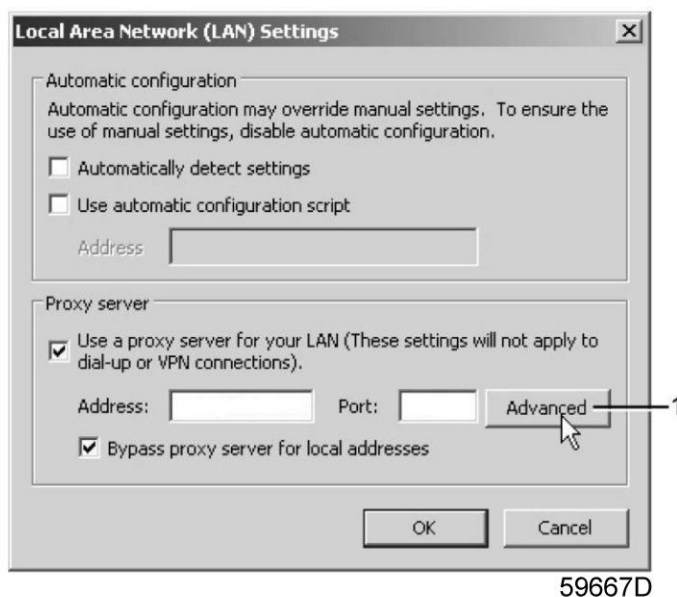 Local Area Network (LAN) Settings
Automatic configuration
Automatic configuration may override manual settings. To ensure the
use of manual settings, disable automatic configuration.
Automatically detect settings
Use automatic configuration script
Address
Proxy server
Use a proxy server for your LAN (These settings will not apply to
dial-up or VPN connections).
Address: Port: Advanced 1
Bypass proxy server for local addresses
OK Cancel
59667D